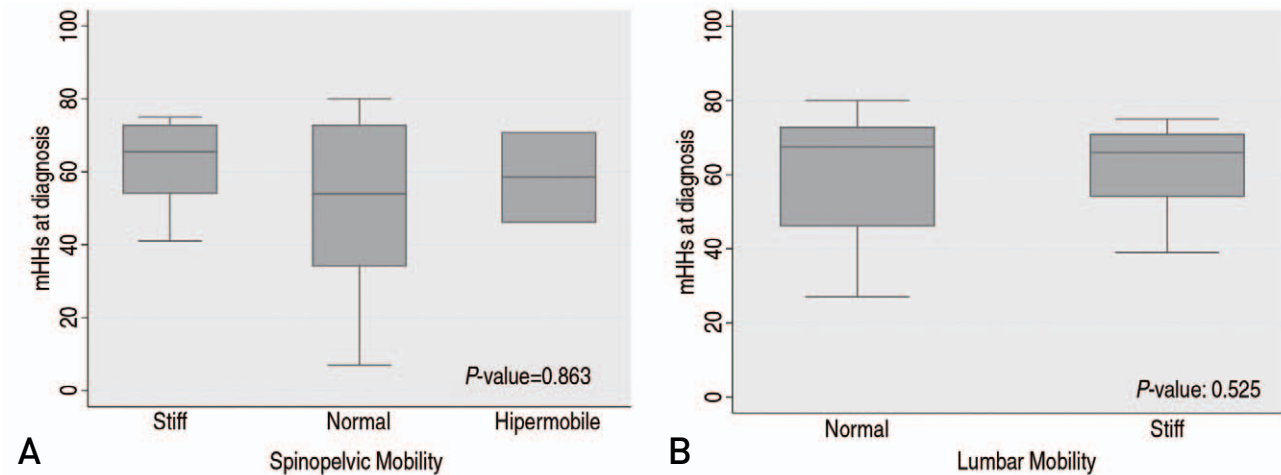 100
80
60
40
20
0
mHHs at diagnosis
P-value=0.863
Stiff Normal Hipermobile
Spinopelvic Mobility
A
100
80
60
40
20
0
mHHs at diagnosis
P-value: 0.525
Normal Stiff
Lumbar Mobility
B